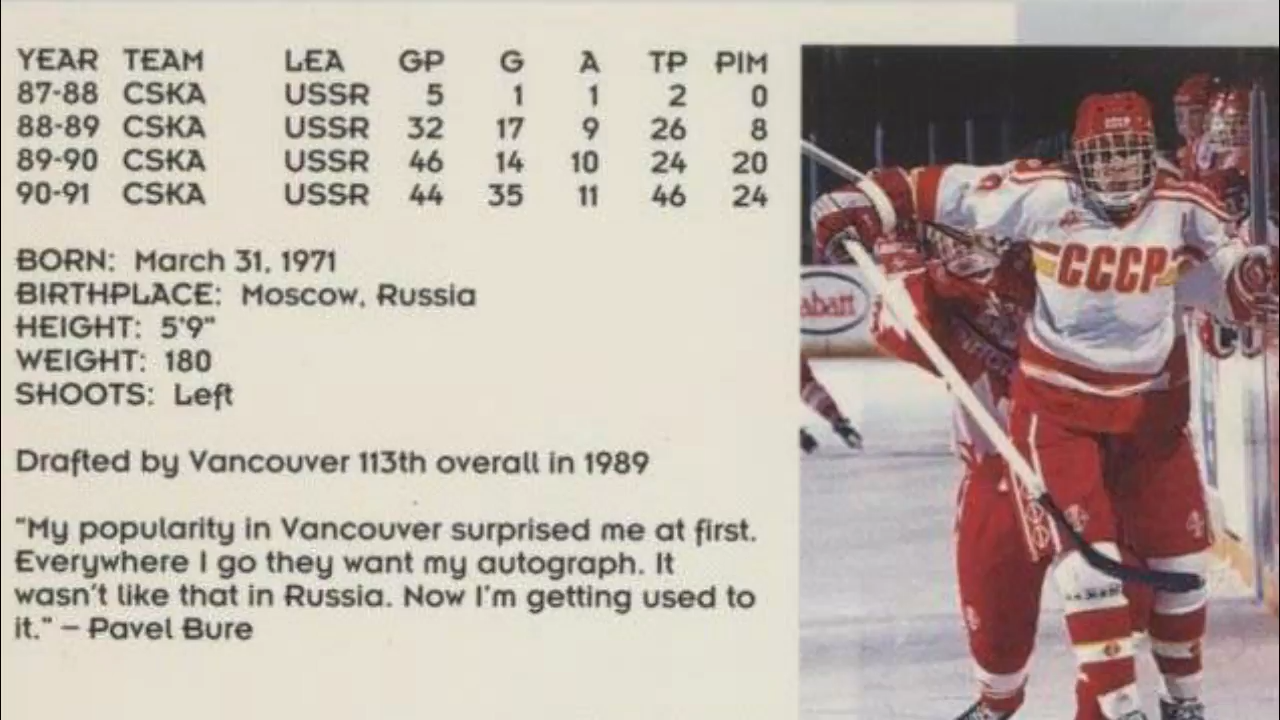 YEAR TEAM LEA GP G A TP PIM
87-88 CSKA USSR 5 1 1 2 0
88-89 CSKA USSR 32 17 9 26 8
89-90 CSKA USSR 46 14 10 24 20
90-91 CSKA USSR 44 35 11 46 24
BORN: March 31, 1971
BIRTHPLACE: Moscow, Russia
HEIGHT: 5'9"
WEIGHT: 180
SHOOTS: Left
Drafted by Vancouver 113th overall in 1989
"My popularity in Vancouver surprised me at first.
Everywhere I go they want my autograph. It
wasn't like that in Russia. Now I'm getting used to
it." – Pavel Bure
CCCP